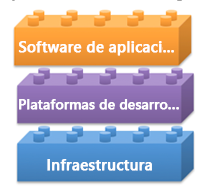 Software de aplicaci...
Plataformas de desarro...
Infraestructura